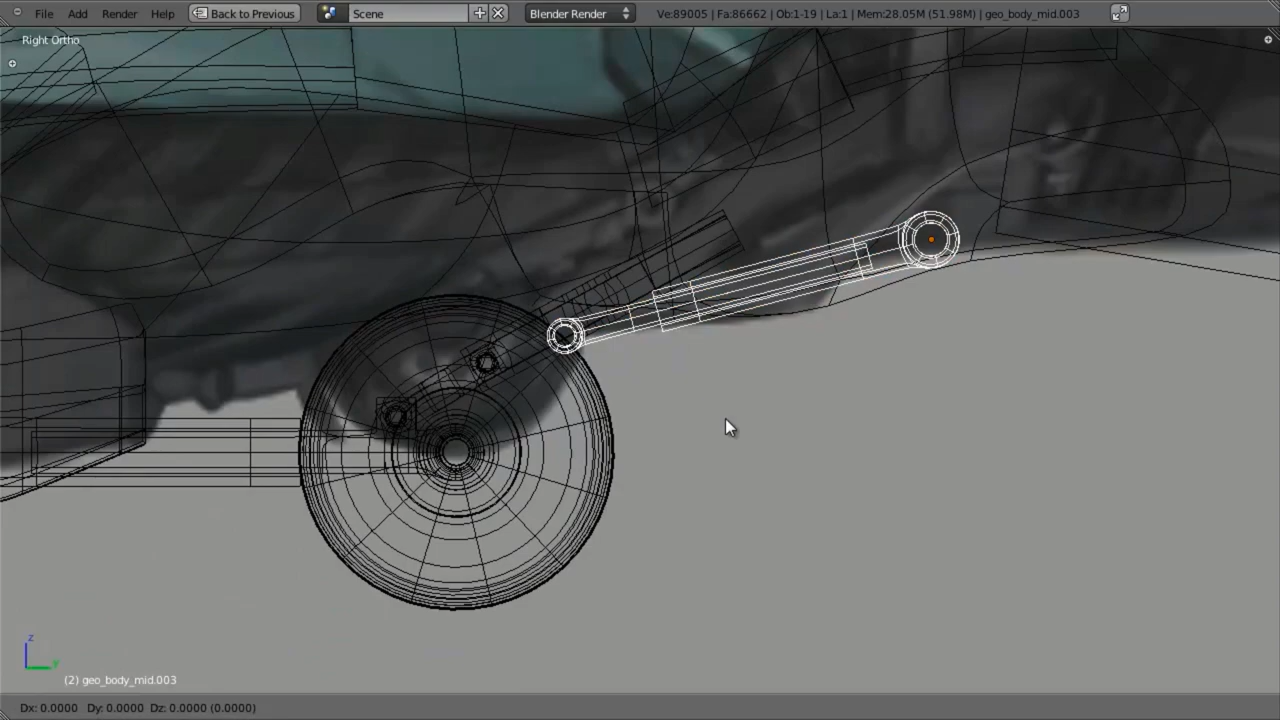 File Add Render Help Back to Previous Scene Blender Render Ve:89005 | Fa:86662 | Ob:1-19 | La:1 | Mem:28.05M (51.98M) | geo_body_mid.003
Right Ortho
z
y
(2) geo_body_mid.003
Dx: 0.0000 Dy: 0.0000 Dz: 0.0000 (0.0000)